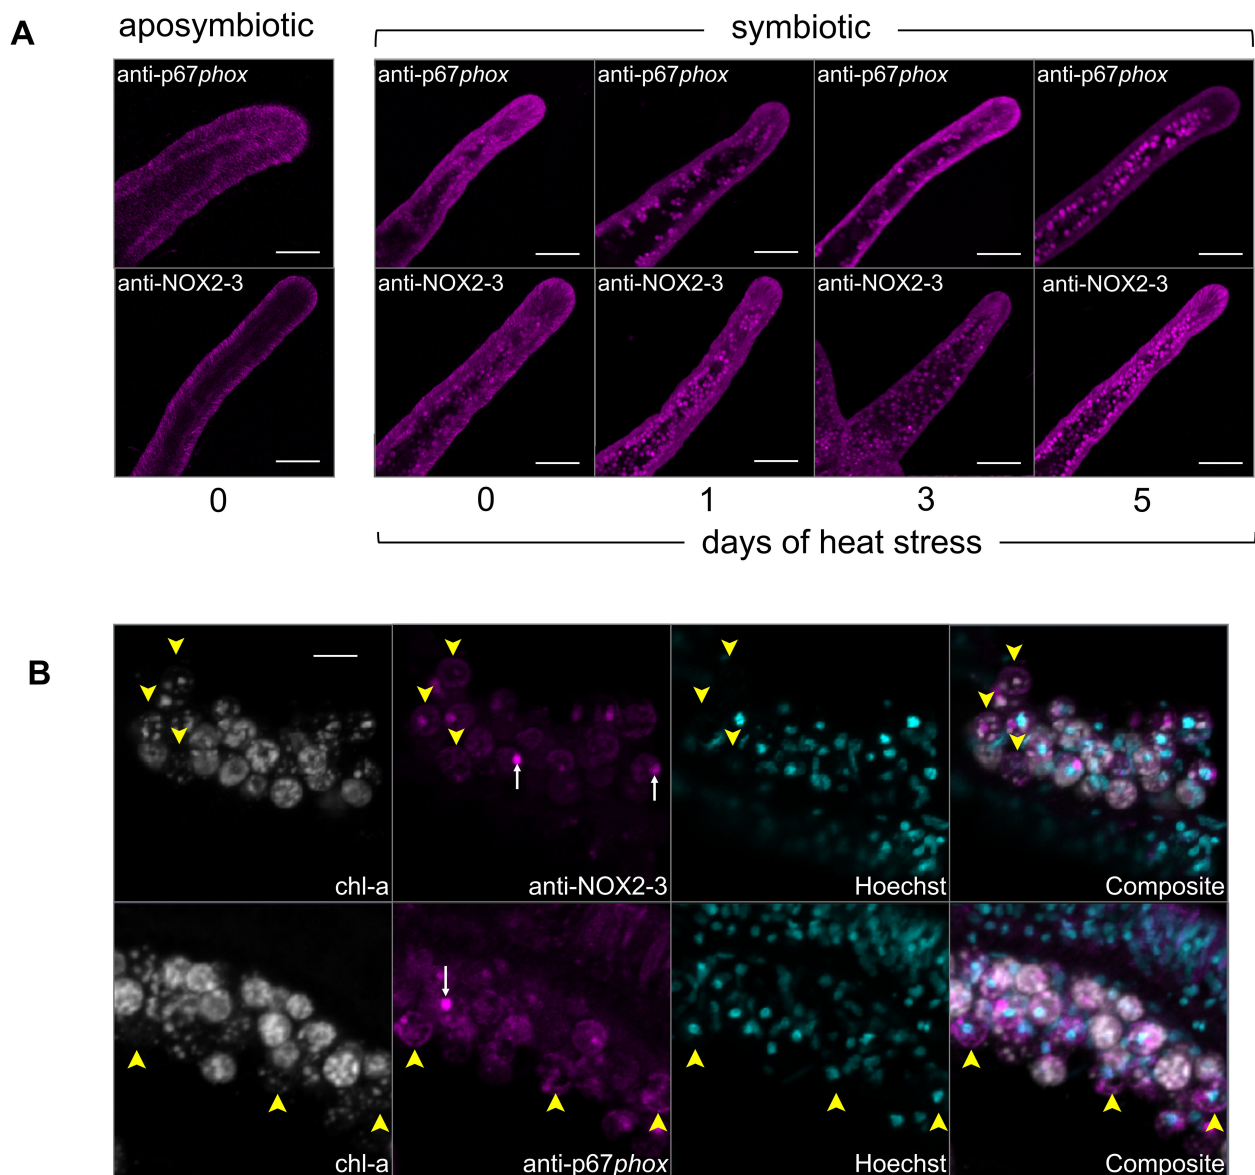 A
aposymbiotic
symbiotic
anti-p67phox
anti-p67phox
anti-p67phox
anti-p67phox
anti-p67phox
anti-NOX2-3
anti-NOX2-3
anti-NOX2-3
anti-NOX2-3
anti-NOX2-3
0
0
1
3
5
days of heat stress
B
chl-a
anti-NOX2-3
Hoechst
Composite
chl-a
anti-p67phox
Hoechst
Composite